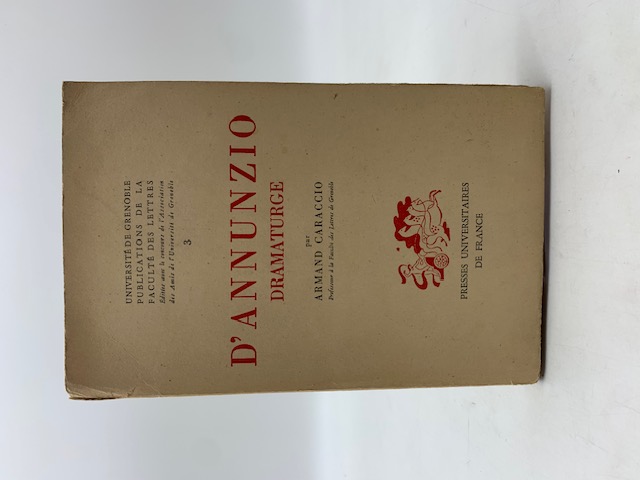 UNIVERSITÉ DE GRENOBLE
PUBLICATIONS DE LA
FACULTÉ DES LETTRES
Éditées avec le concours de l'Association
des Amis de l'Université de Grenoble
3
D'ANNUNZIO
DRAMATURGE
par
ARMAND CARACCIO
Professeur à la Faculté des Lettres de Grenoble
PRESSES UNIVERSITAIRES
DE FRANCE